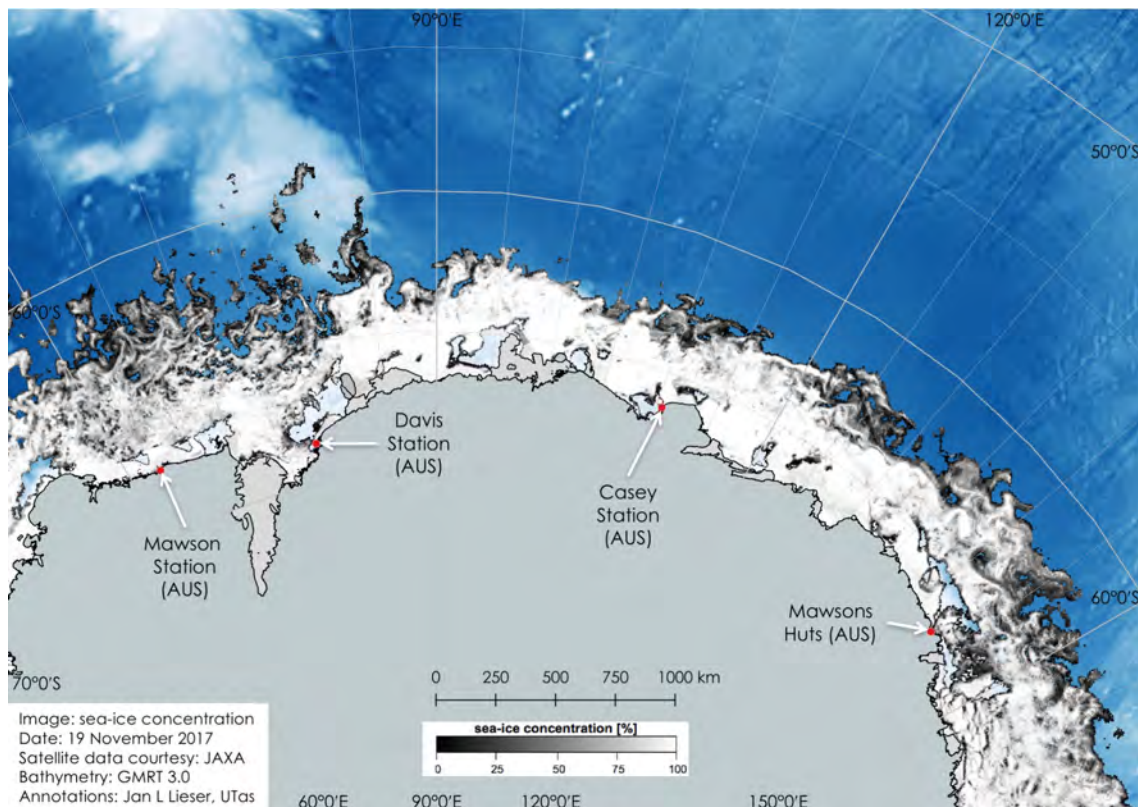 90°0'E
120°0'E
50°0'S
60°0'S
Davis
Station
(AUS)
Casey
Station
(AUS)
Mawson
Station
(AUS)
Mawsons
Huts (AUS)
60°0'S
70°0'S
0 250 500 750 1000 km
sea-ice concentration [%]
0 25 50 75 100
Image: sea-ice concentration
Date: 19 November 2017
Satellite data courtesy: JAXA
Bathymetry: GMRT 3.0
Annotations: Jan L Lieser, UTas
60°0'E
90°0'E
120°0'E
150°0'E